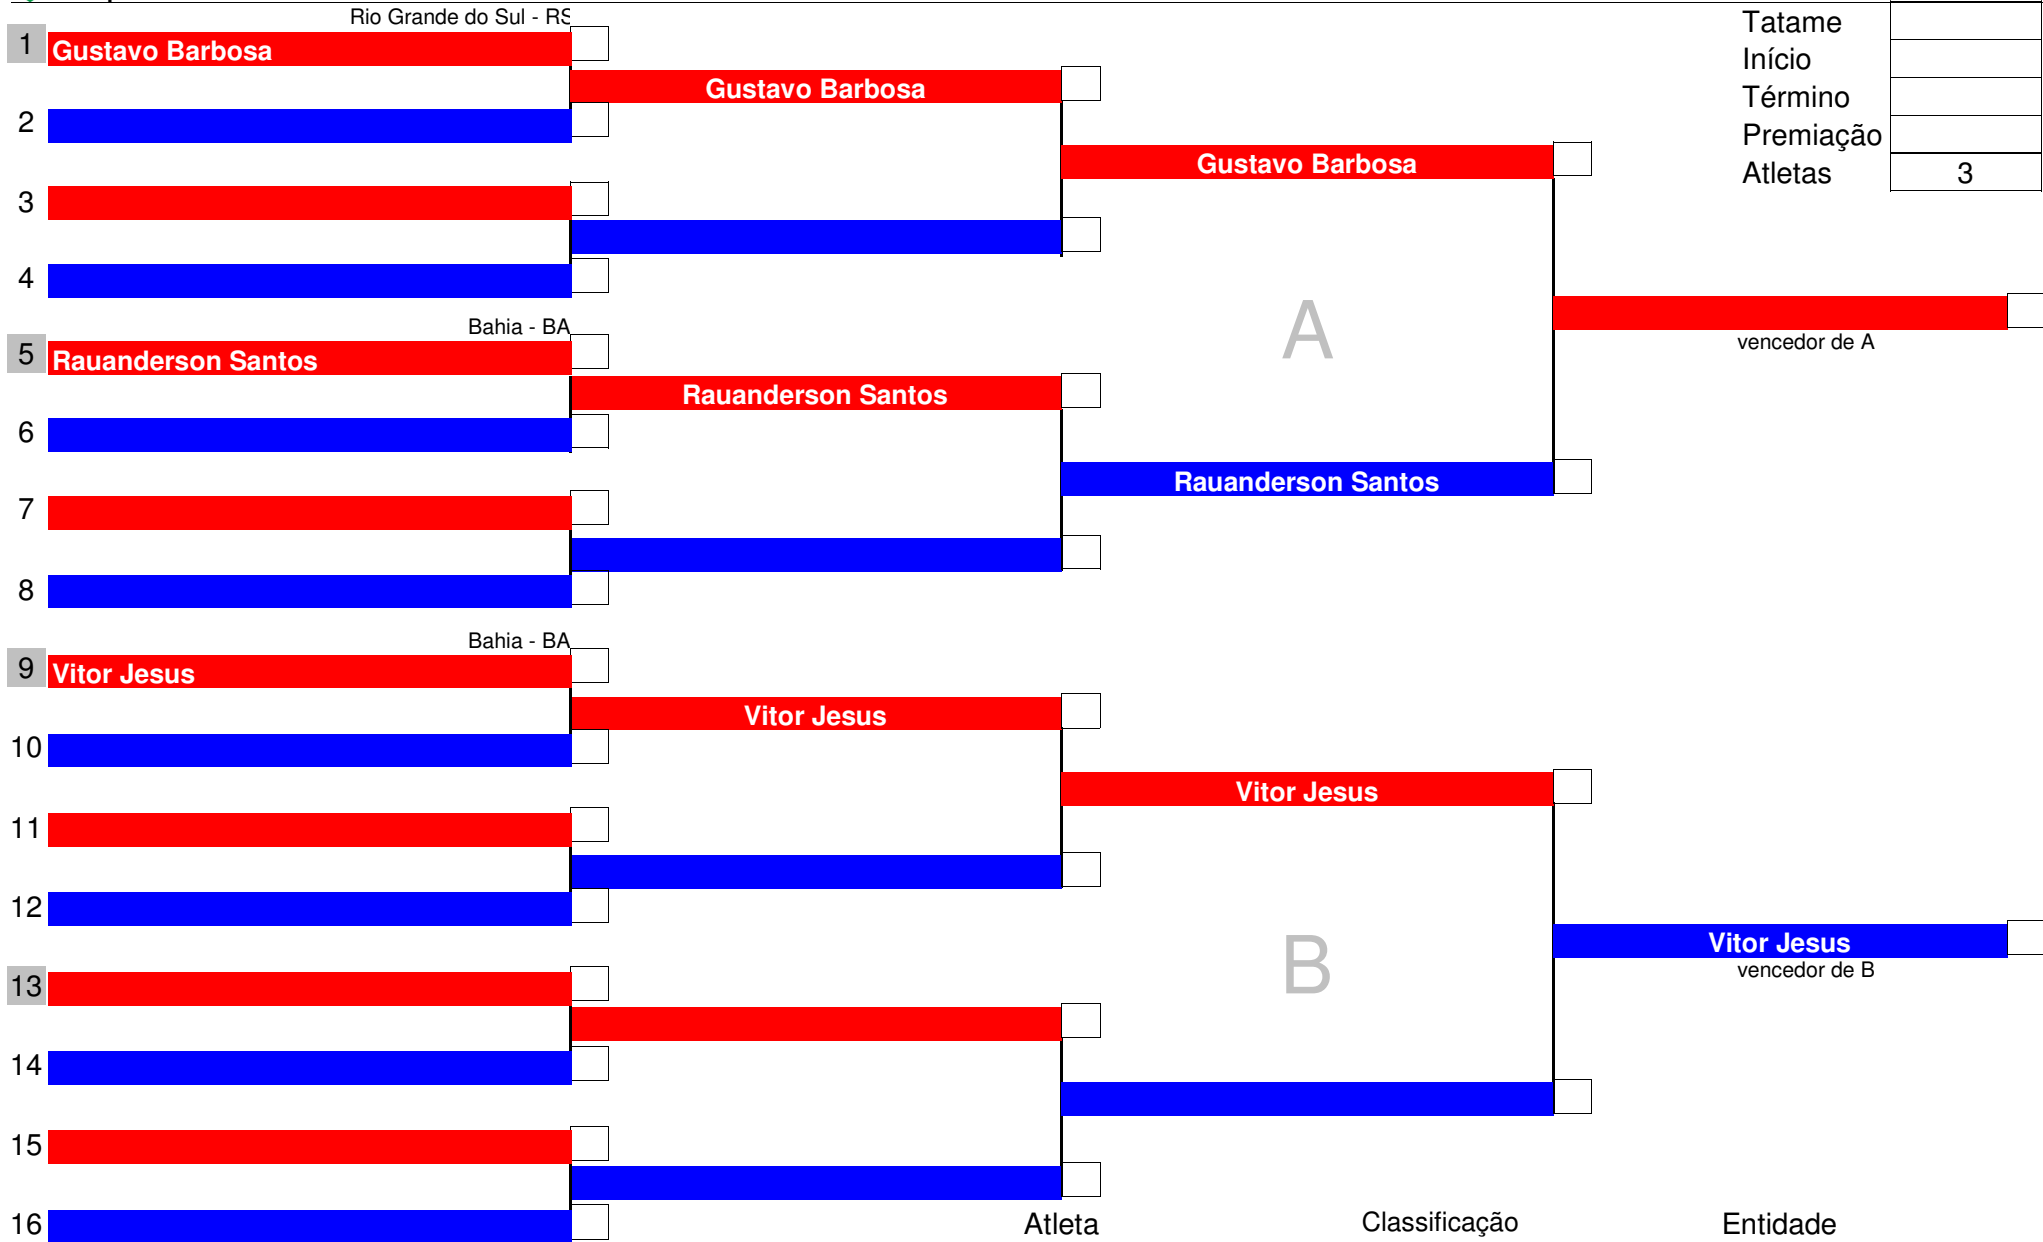 Rio Grande do Sul - RS
Tatame
1 Gustavo Barbosa
Início
Gustavo Barbosa
Término
2
Premiação
Gustavo Barbosa
Atletas 3
3
4
A
Bahia - BA
vencedor de A
5 Rauanderson Santos
Rauanderson Santos
6
Rauanderson Santos
7
8
Bahia - BA
9 Vitor Jesus
Vitor Jesus
10
Vitor Jesus
11
12
Vitor Jesus
B
vencedor de B
13
14
15
16
Atleta Classificação Entidade